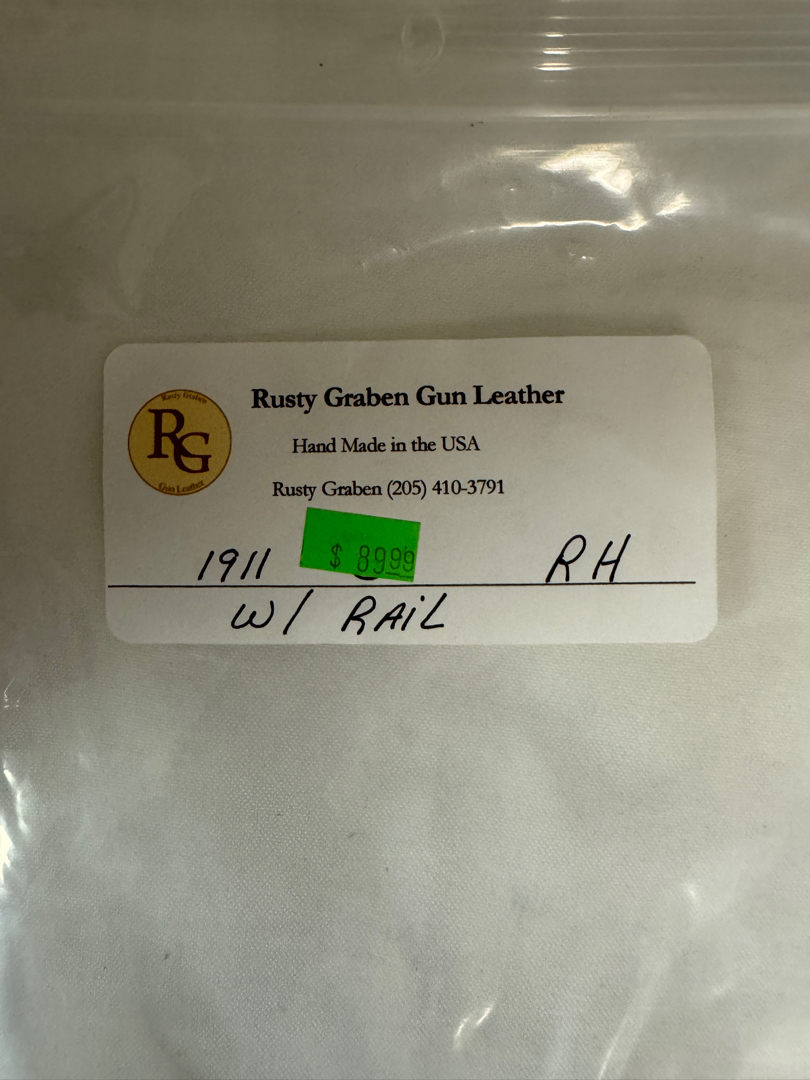 Rusty Graben
RG
Gun Leather
Rusty Graben Gun Leather
Hand Made in the USA
Rusty Graben (205) 410-3791
1911 $ 89.99 RH
W/ RAiL